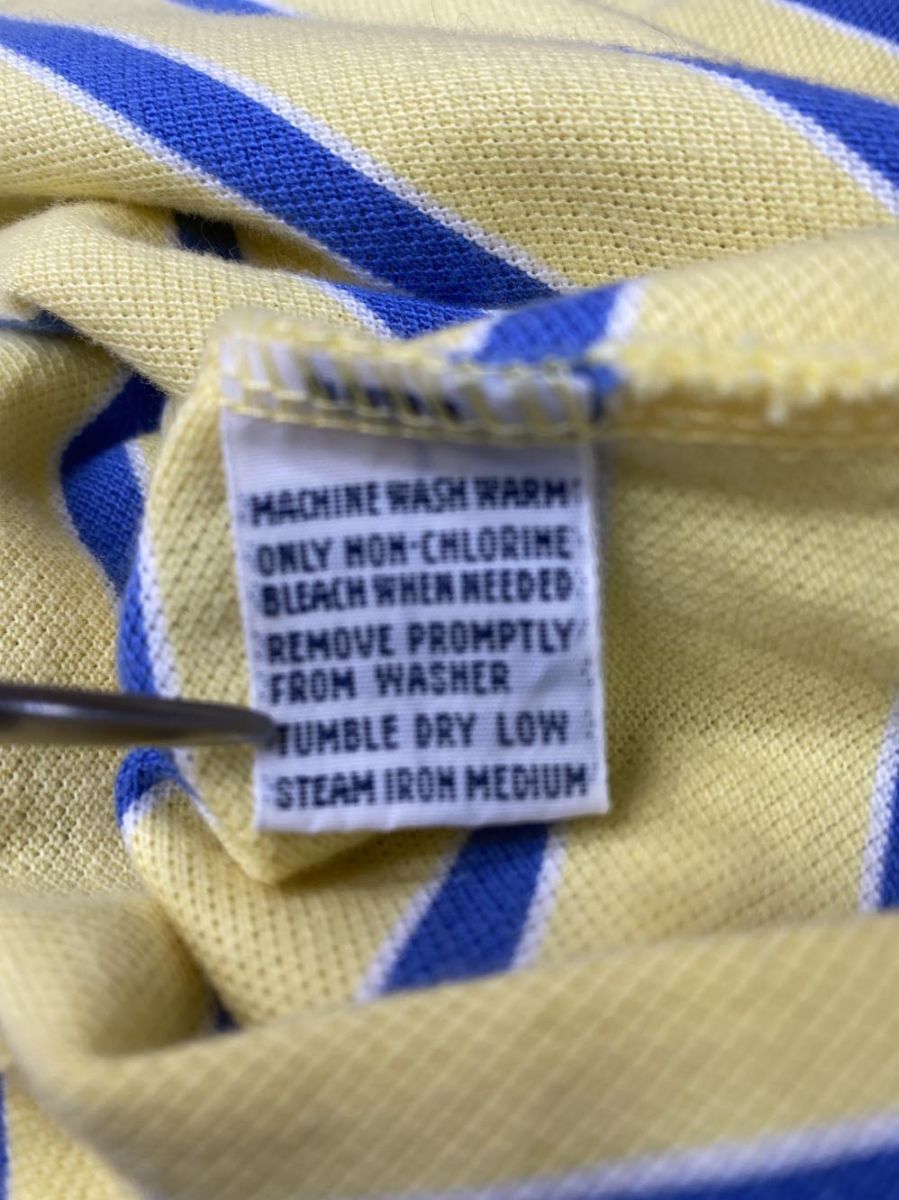 MACHINE WASH WARM
ONLY NON-CHLORINE
BLEACH WHEN NEEDED
REMOVE PROMPTLY
FROM WASHER
TUMBLE DRY LOW
STEAM IRON MEDIUM